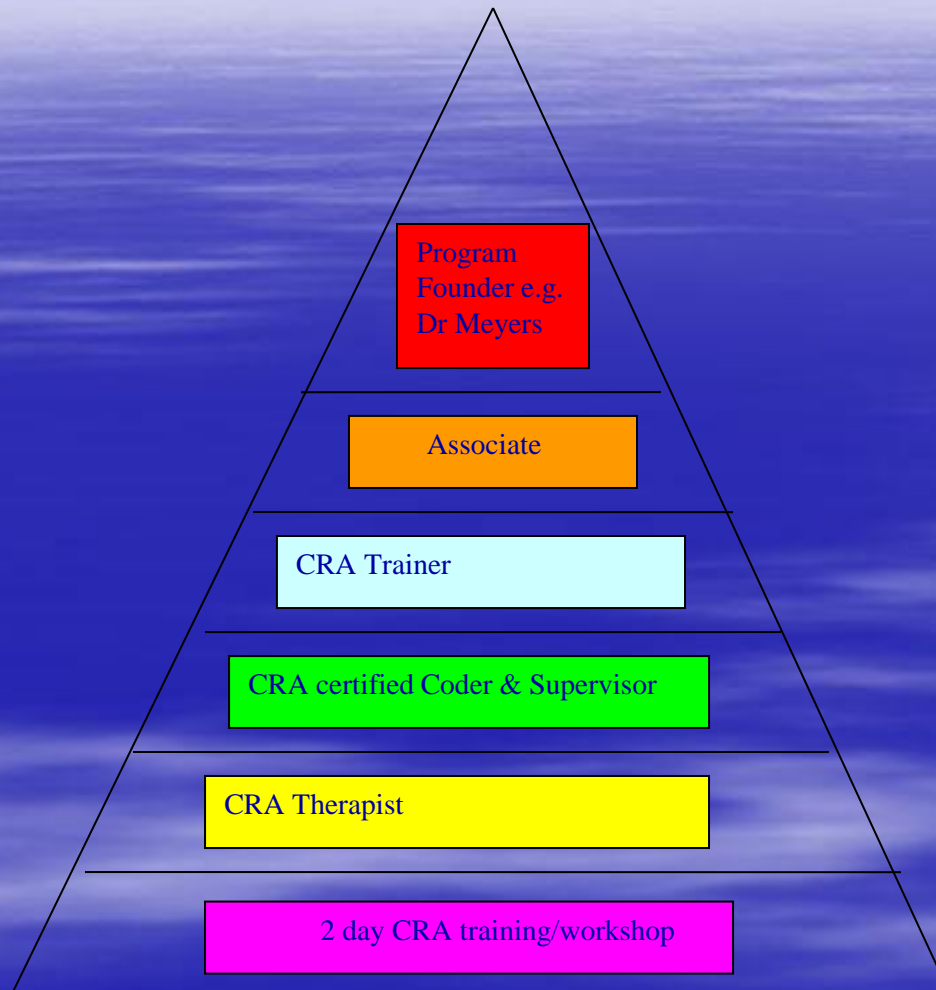 Program
Founder e.g.
Dr Meyers
Associate
CRA Trainer
CRA certified Coder & Supervisor
CRA Therapist
2 day CRA training/workshop